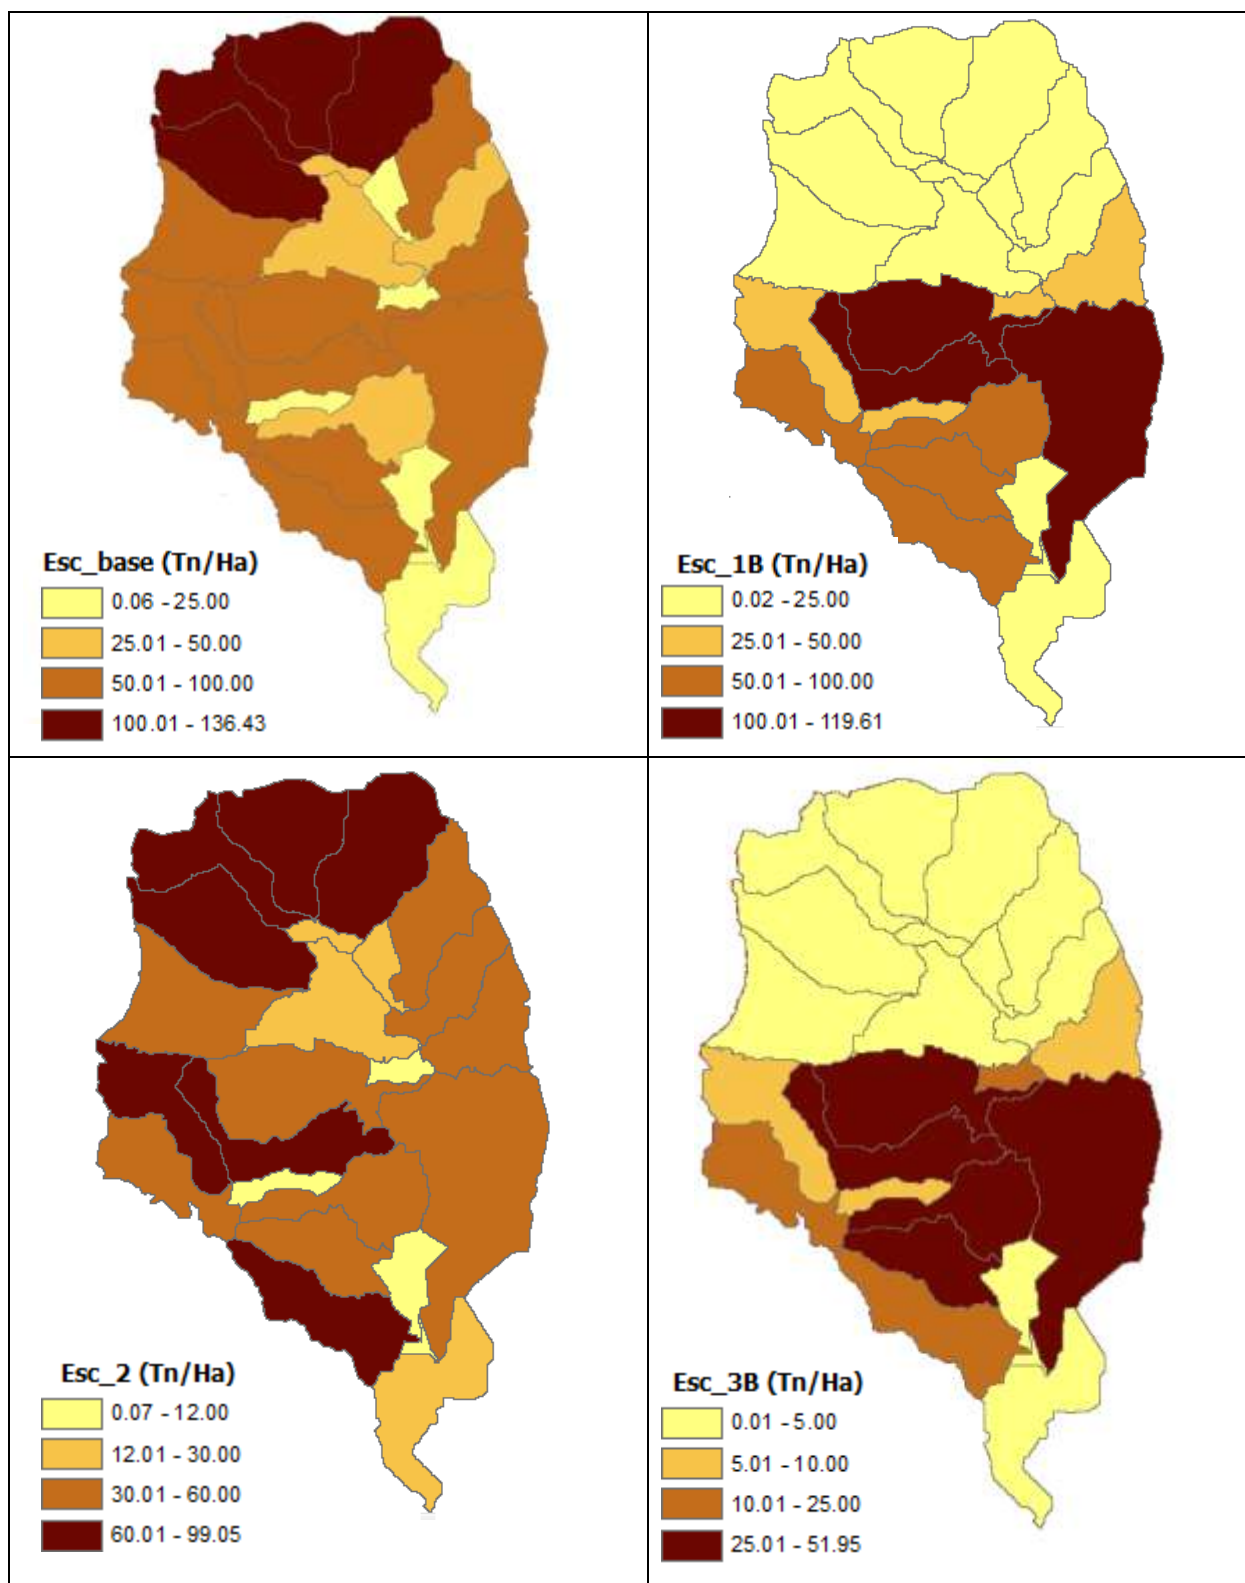 Esc_base (Tn/Ha)
0.06 - 25.00
25.01 - 50.00
50.01 - 100.00
100.01 - 136.43
Esc_1B (Tn/Ha)
0.02 - 25.00
25.01 - 50.00
50.01 - 100.00
100.01 - 119.61
Esc_2 (Tn/Ha)
0.07 - 12.00
12.01 - 30.00
30.01 - 60.00
60.01 - 99.05
Esc_3B (Tn/Ha)
0.01 - 5.00
5.01 - 10.00
10.01 - 25.00
25.01 - 51.95